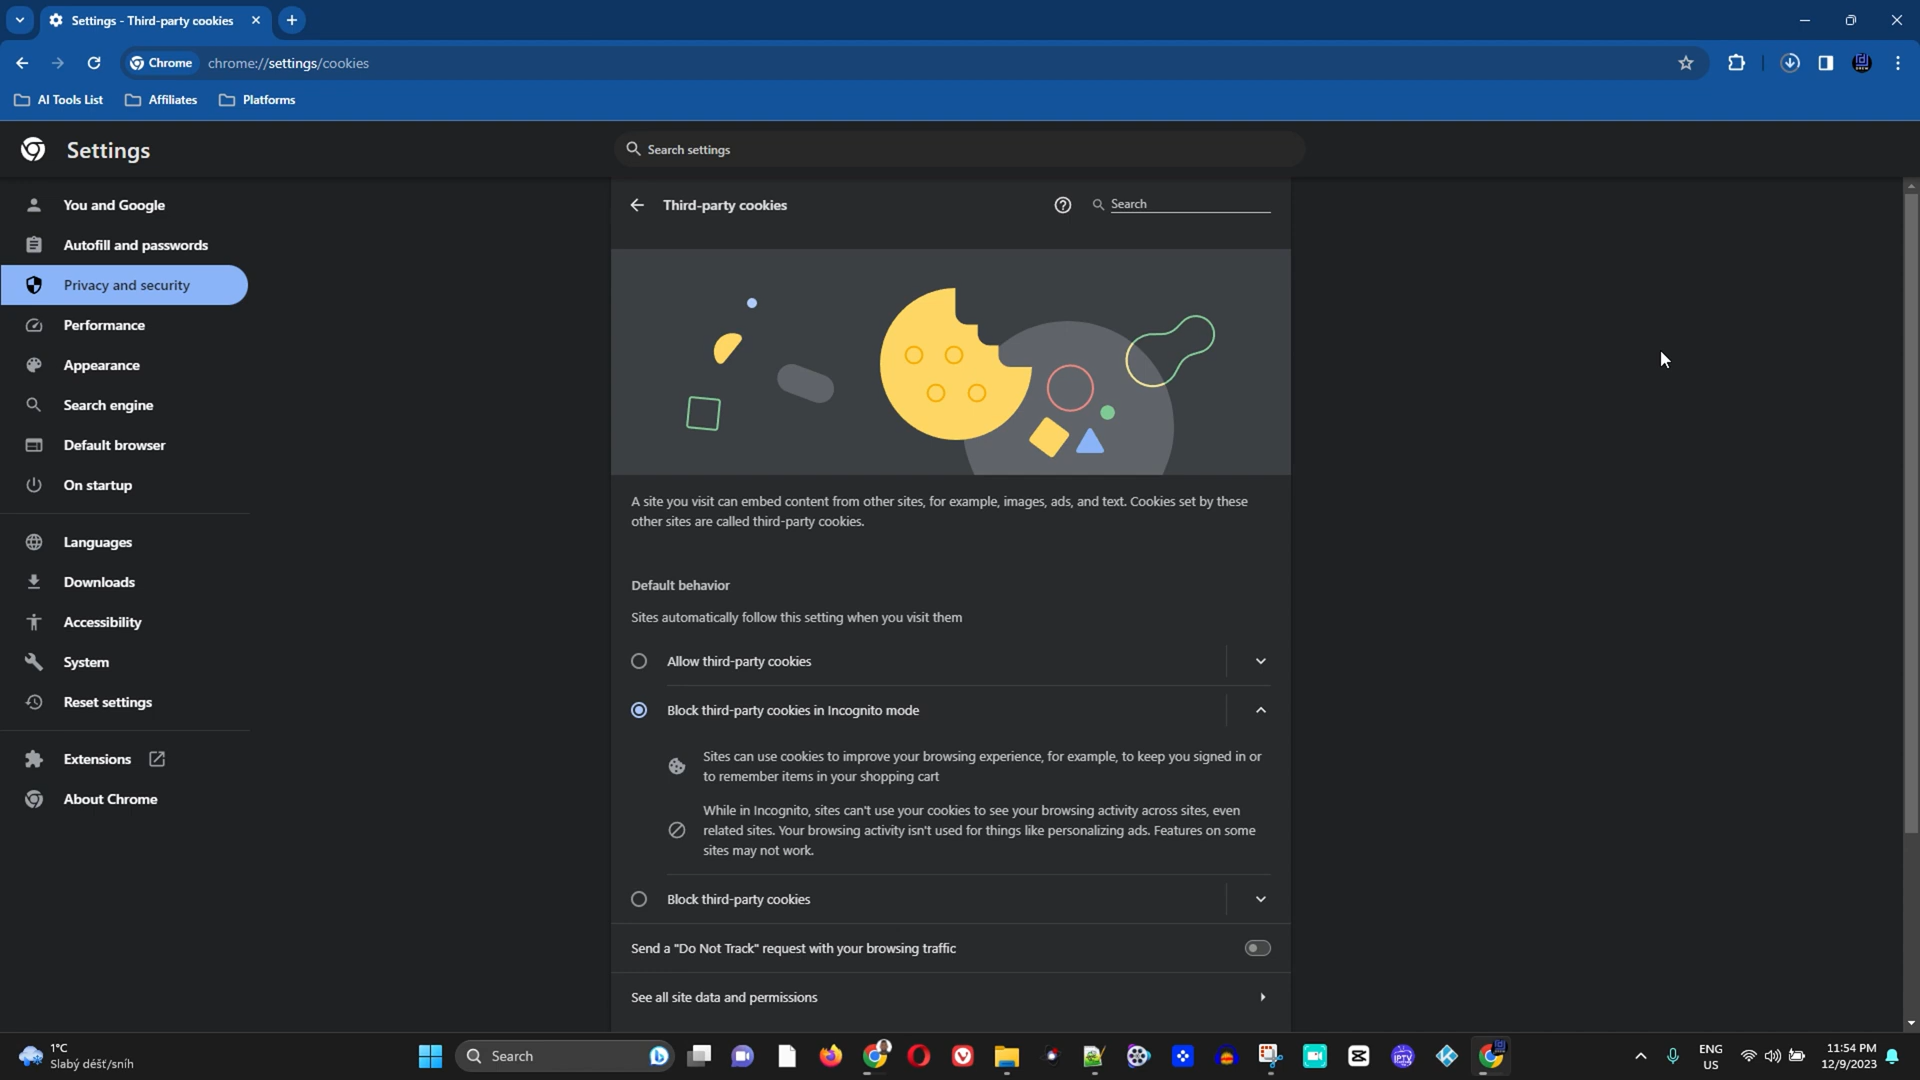 Settings - Third-party cookies
Chrome
chrome://settings/cookies
AI Tools List
Affiliates
Platforms
Settings
Search settings
You and Google
Autofill and passwords
Privacy and security
Performance
Appearance
Search engine
Default browser
On startup
Languages
Downloads
Accessibility
System
Reset settings
Extensions
About Chrome
Third-party cookies
Search
A site you visit can embed content from other sites, for example, images, ads, and text. Cookies set by these
other sites are called third-party cookies.
Default behavior
Sites automatically follow this setting when you visit them
Allow third-party cookies
Block third-party cookies in Incognito mode
Sites can use cookies to improve your browsing experience, for example, to keep you signed in or
to remember items in your shopping cart
While in Incognito, sites can't use your cookies to see your browsing activity across sites, even
related sites. Your browsing activity isn't used for things like personalizing ads. Features on some
sites may not work.
Block third-party cookies
Send a "Do Not Track" request with your browsing traffic
See all site data and permissions
1°C
Slabý déšť/sníh
Search
IPTV
ENG
US
11:54 PM
12/9/2023